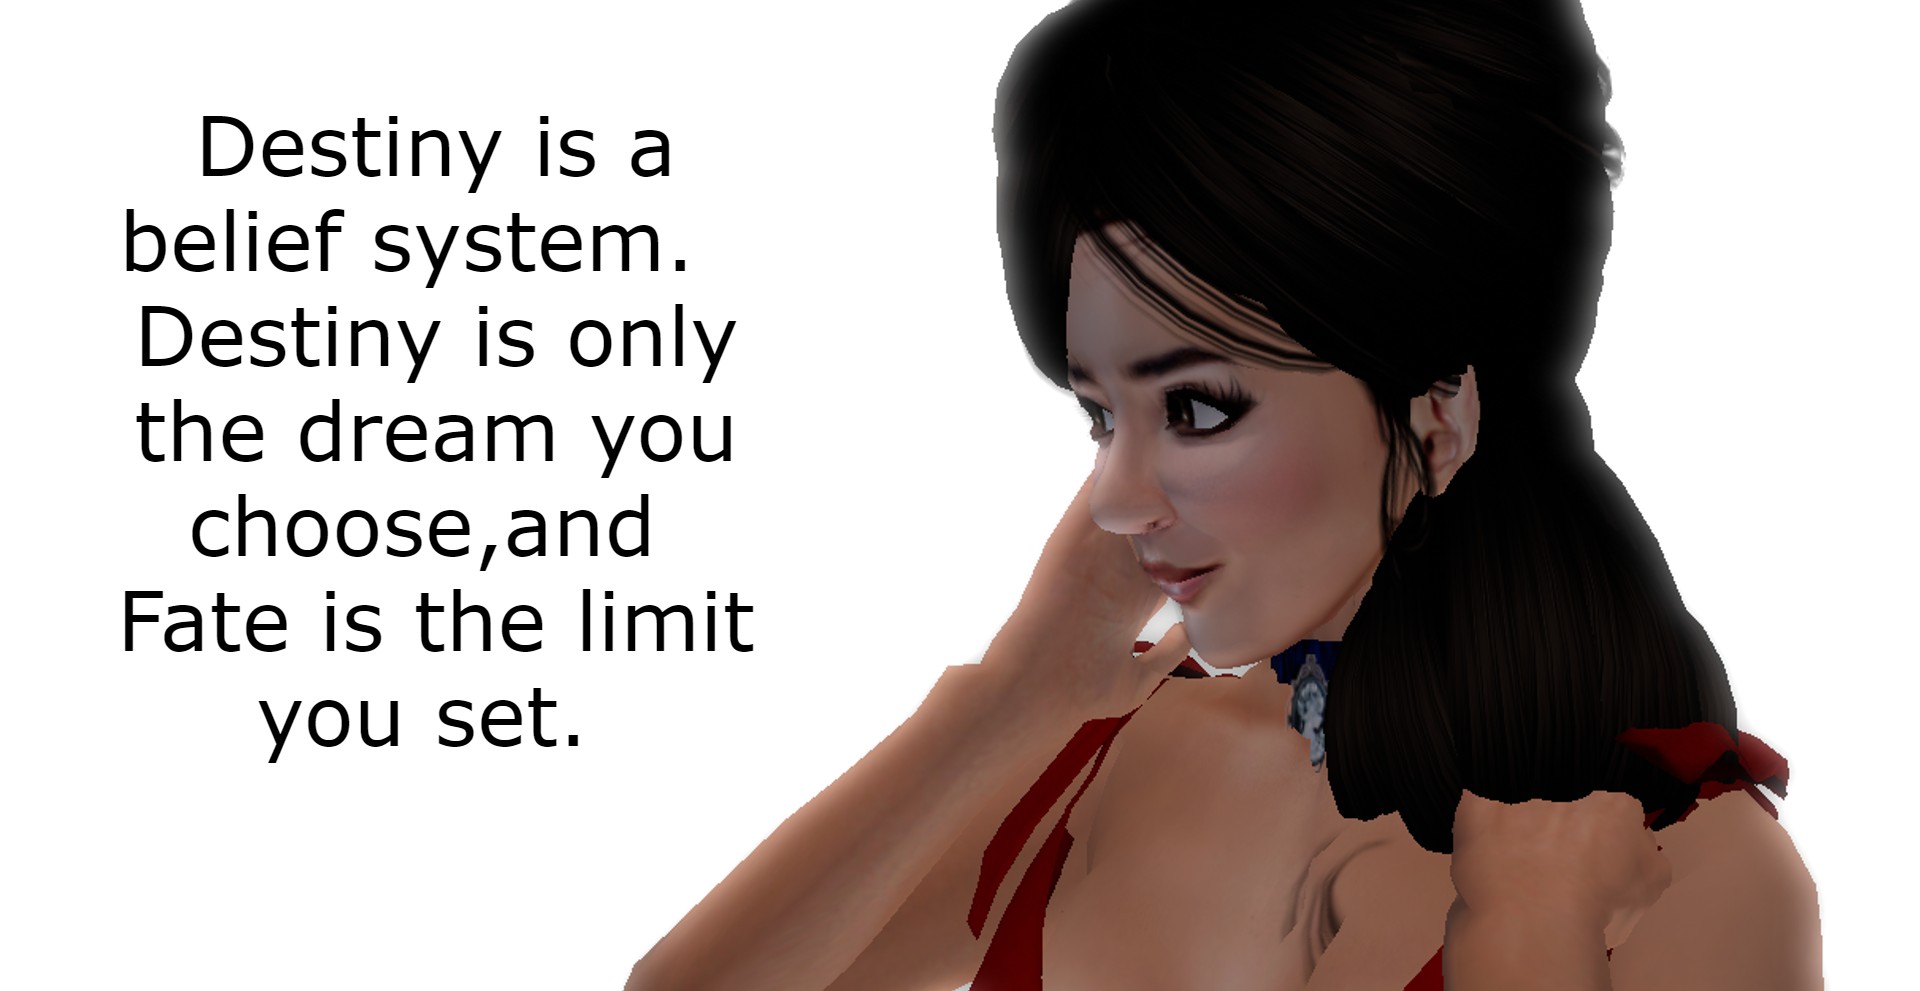 Destiny is a
belief system.
Destiny is only
the dream you
choose,and
Fate is the limit
you set.